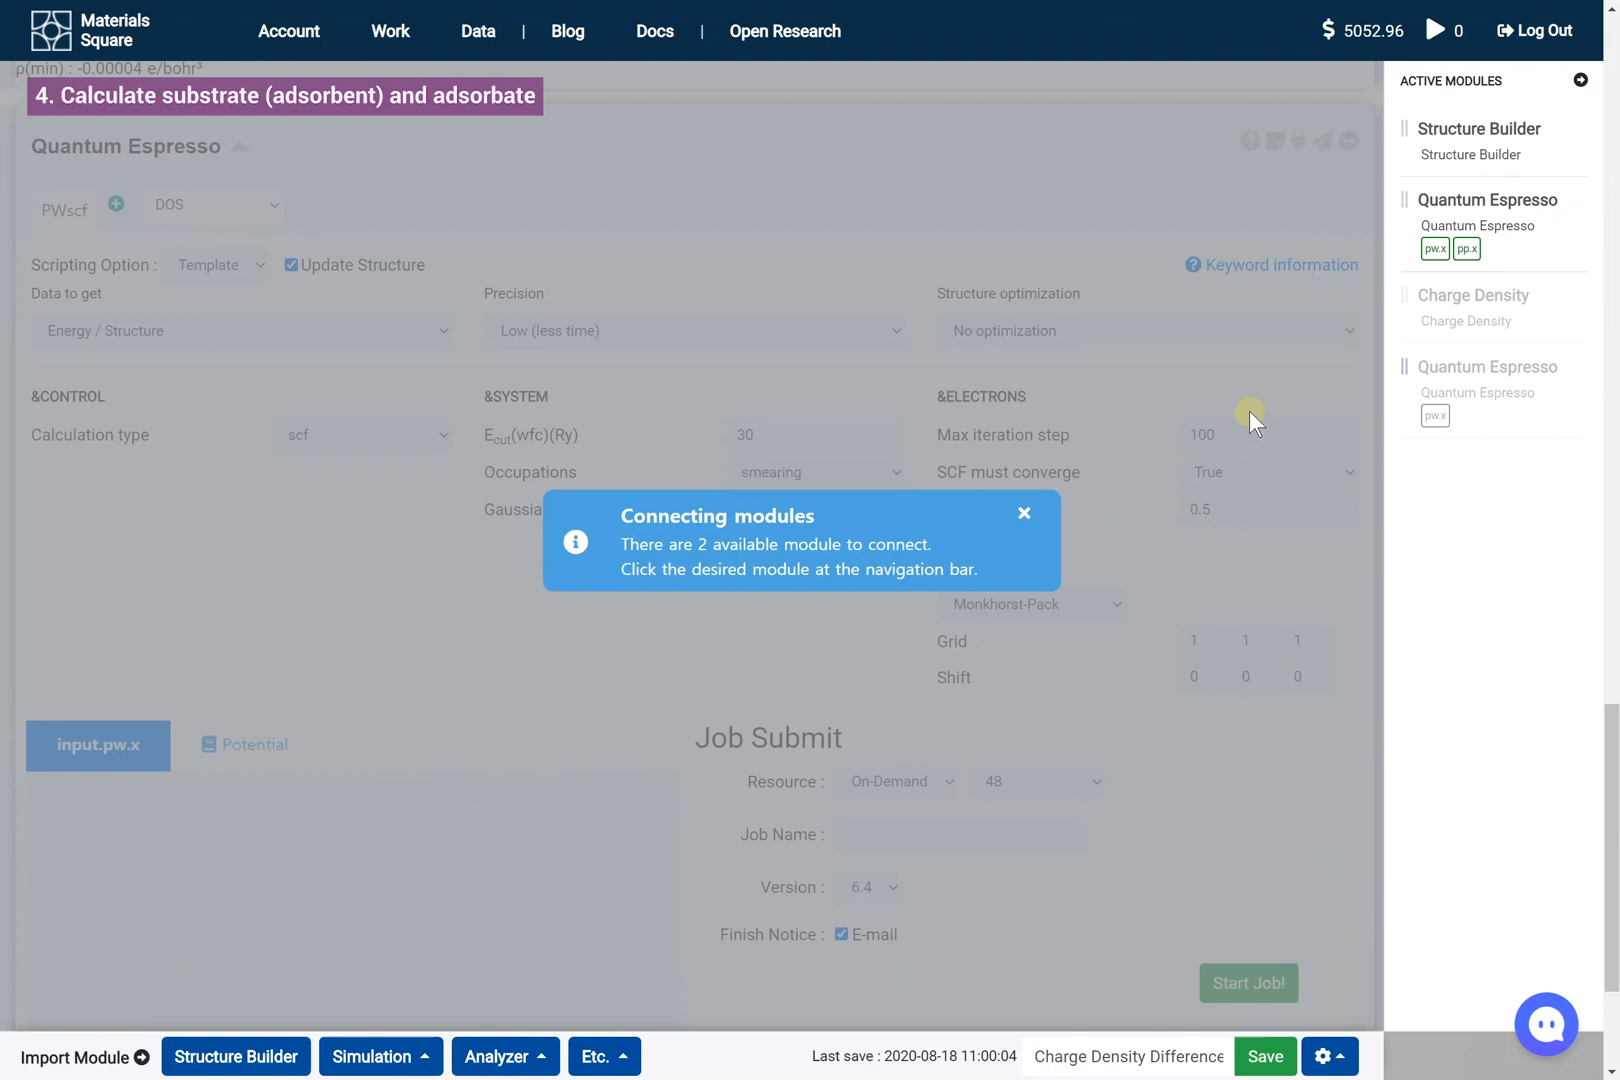 Materials
Square
Account
Work
Data
|
Blog
Docs
|
Open Research
$ 5052.96
0
Log Out
ρ(min) : -0.00004 e/bohr³
4. Calculate substrate (adsorbent) and adsorbate
Quantum Espresso
PWscf
DOS
Scripting Option :
Template
Update Structure
Keyword information
Data to get
Precision
Structure optimization
Energy / Structure
Low (less time)
No optimization
&CONTROL
&SYSTEM
&ELECTRONS
Calculation type
scf
Ecut(wfc)(Ry)
30
Max iteration step
100
Occupations
smearing
SCF must converge
True
Gaussia
0.5
Connecting modules
There are 2 available module to connect.
Click the desired module at the navigation bar.
Monkhorst-Pack
Grid
1 1 1
Shift
0 0 0
input.pw.x
Potential
Job Submit
Resource :
On-Demand
48
Job Name :
Version :
6.4
Finish Notice :
E-mail
Start Job!
ACTIVE MODULES
Structure Builder
Structure Builder
Quantum Espresso
Quantum Espresso
pw.x pp.x
Charge Density
Charge Density
Quantum Espresso
Quantum Espresso
pw.x
Import Module
Structure Builder
Simulation
Analyzer
Etc.
Last save : 2020-08-18 11:00:04
Charge Density Difference
Save